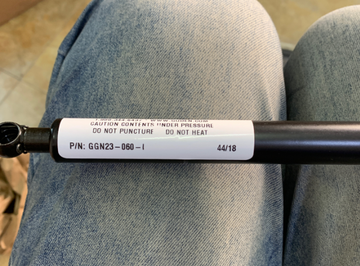 CAUTION CONTENTS UNDER PRESSURE
DO NOT PUNCTURE DO NOT HEAT
P/N: GGN23-060-I 44/18